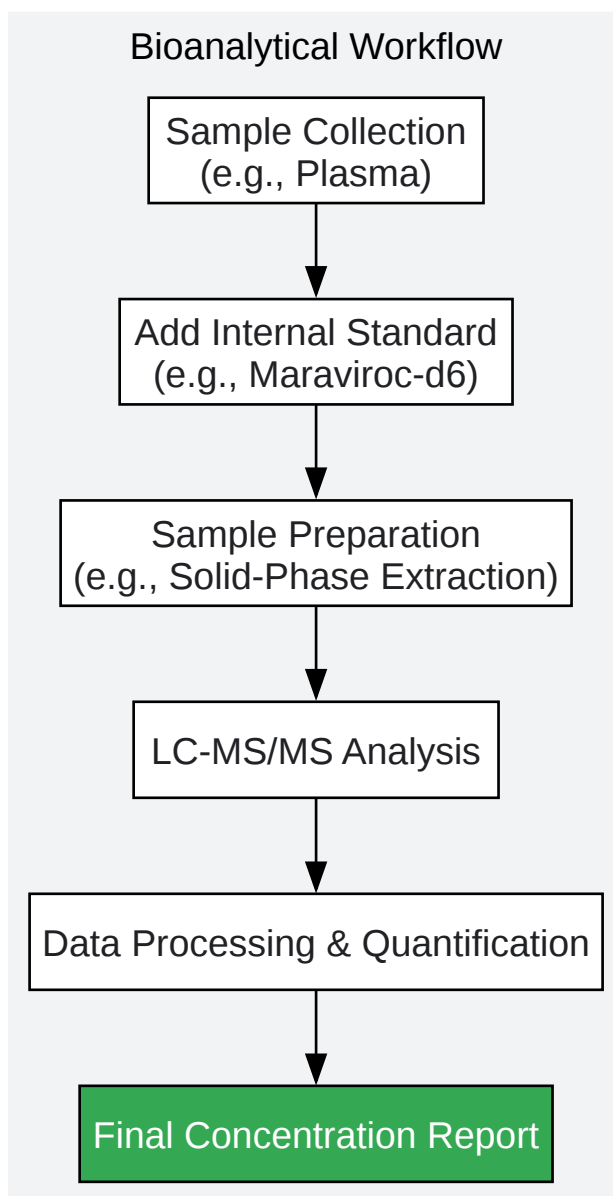 Bioanalytical Workflow
Sample Collection
(e.g., Plasma)
Add Internal Standard
(e.g., Maraviroc-d6)
Sample Preparation
(e.g., Solid-Phase Extraction)
LC-MS/MS Analysis
Data Processing & Quantification
Final Concentration Report